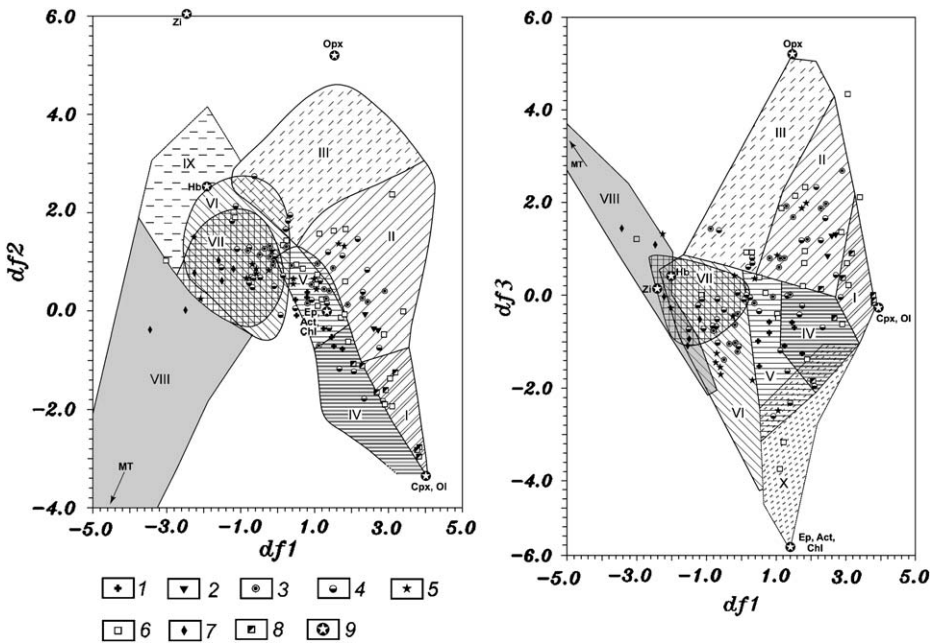 6.0
4.0
2.0
0.0
−2.0
−4.0
df2
−5.0 −3.0 −1.0 1.0 3.0 5.0
df1
Zi
Opx
III
IX
Hb
VI
VII
II
V
Ep,
Act,
Chl
VIII
IV
I
MT
Cpx, Ol
6.0
4.0
2.0
0.0
−2.0
−4.0
−6.0
df3
−5.0 −3.0 −1.0 1.0 3.0 5.0
df1
Opx
III
II
MT
VIII
VII
Hb
Zi
I
Cpx, Ol
IV
V
VI
X
Ep, Act,
Chl
1 2 3 4 5
6 7 8 9